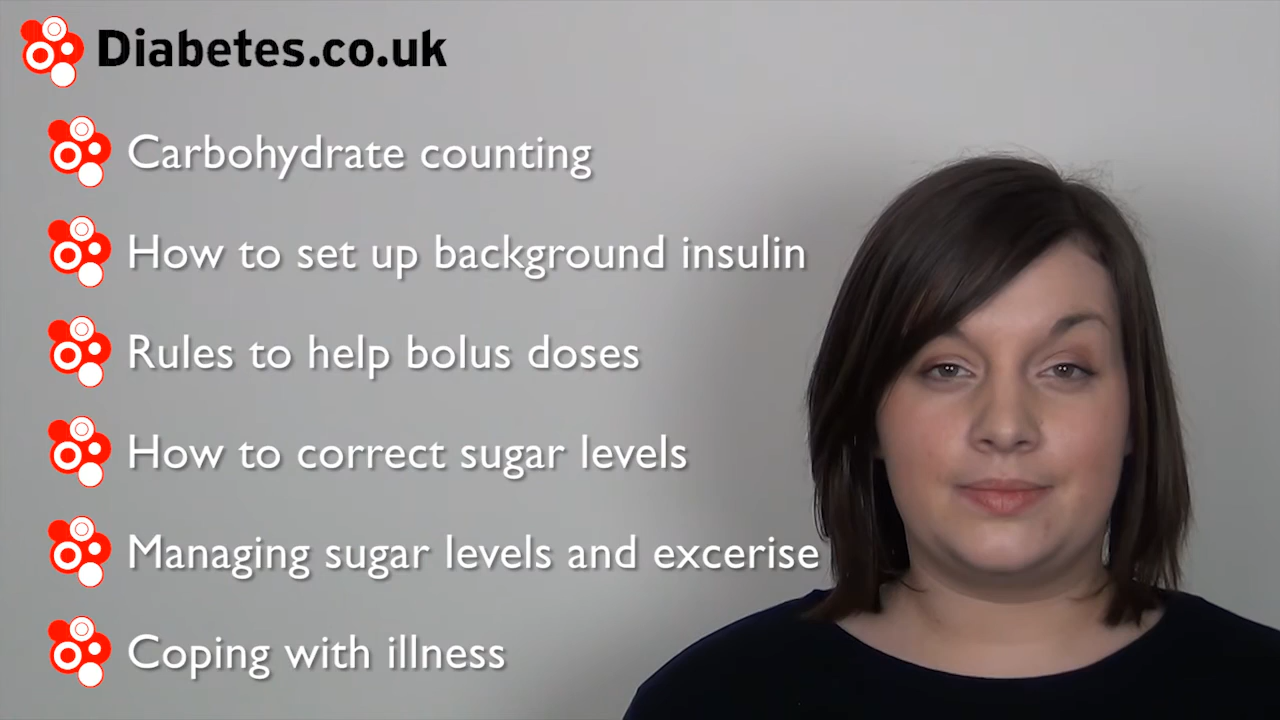 Diabetes.co.uk
Carbohydrate counting
How to set up background insulin
Rules to help bolus doses
How to correct sugar levels
Managing sugar levels and excerise
Coping with illness